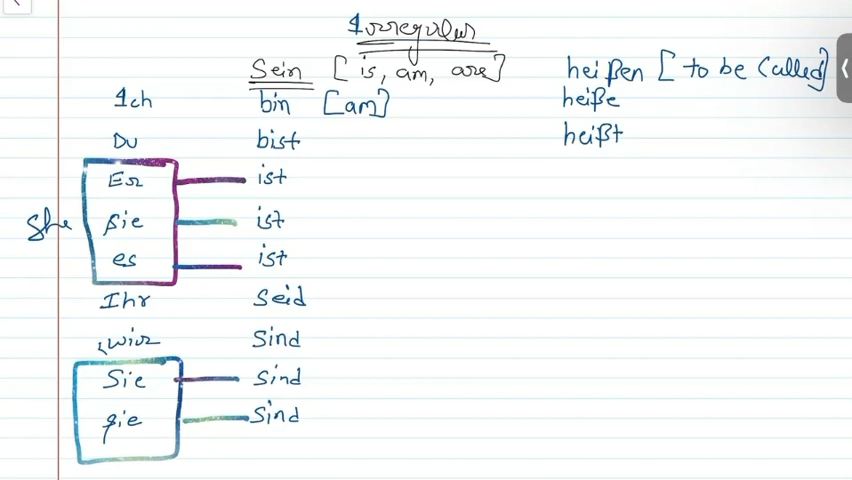 Irregular
Sein [is, am, are] heißen [to be called]
Ich bin [am] heiße
Du bist heißt
Er ist
She sie ist
es ist
Ihr seid
wir sind
Sie sind
sie sind